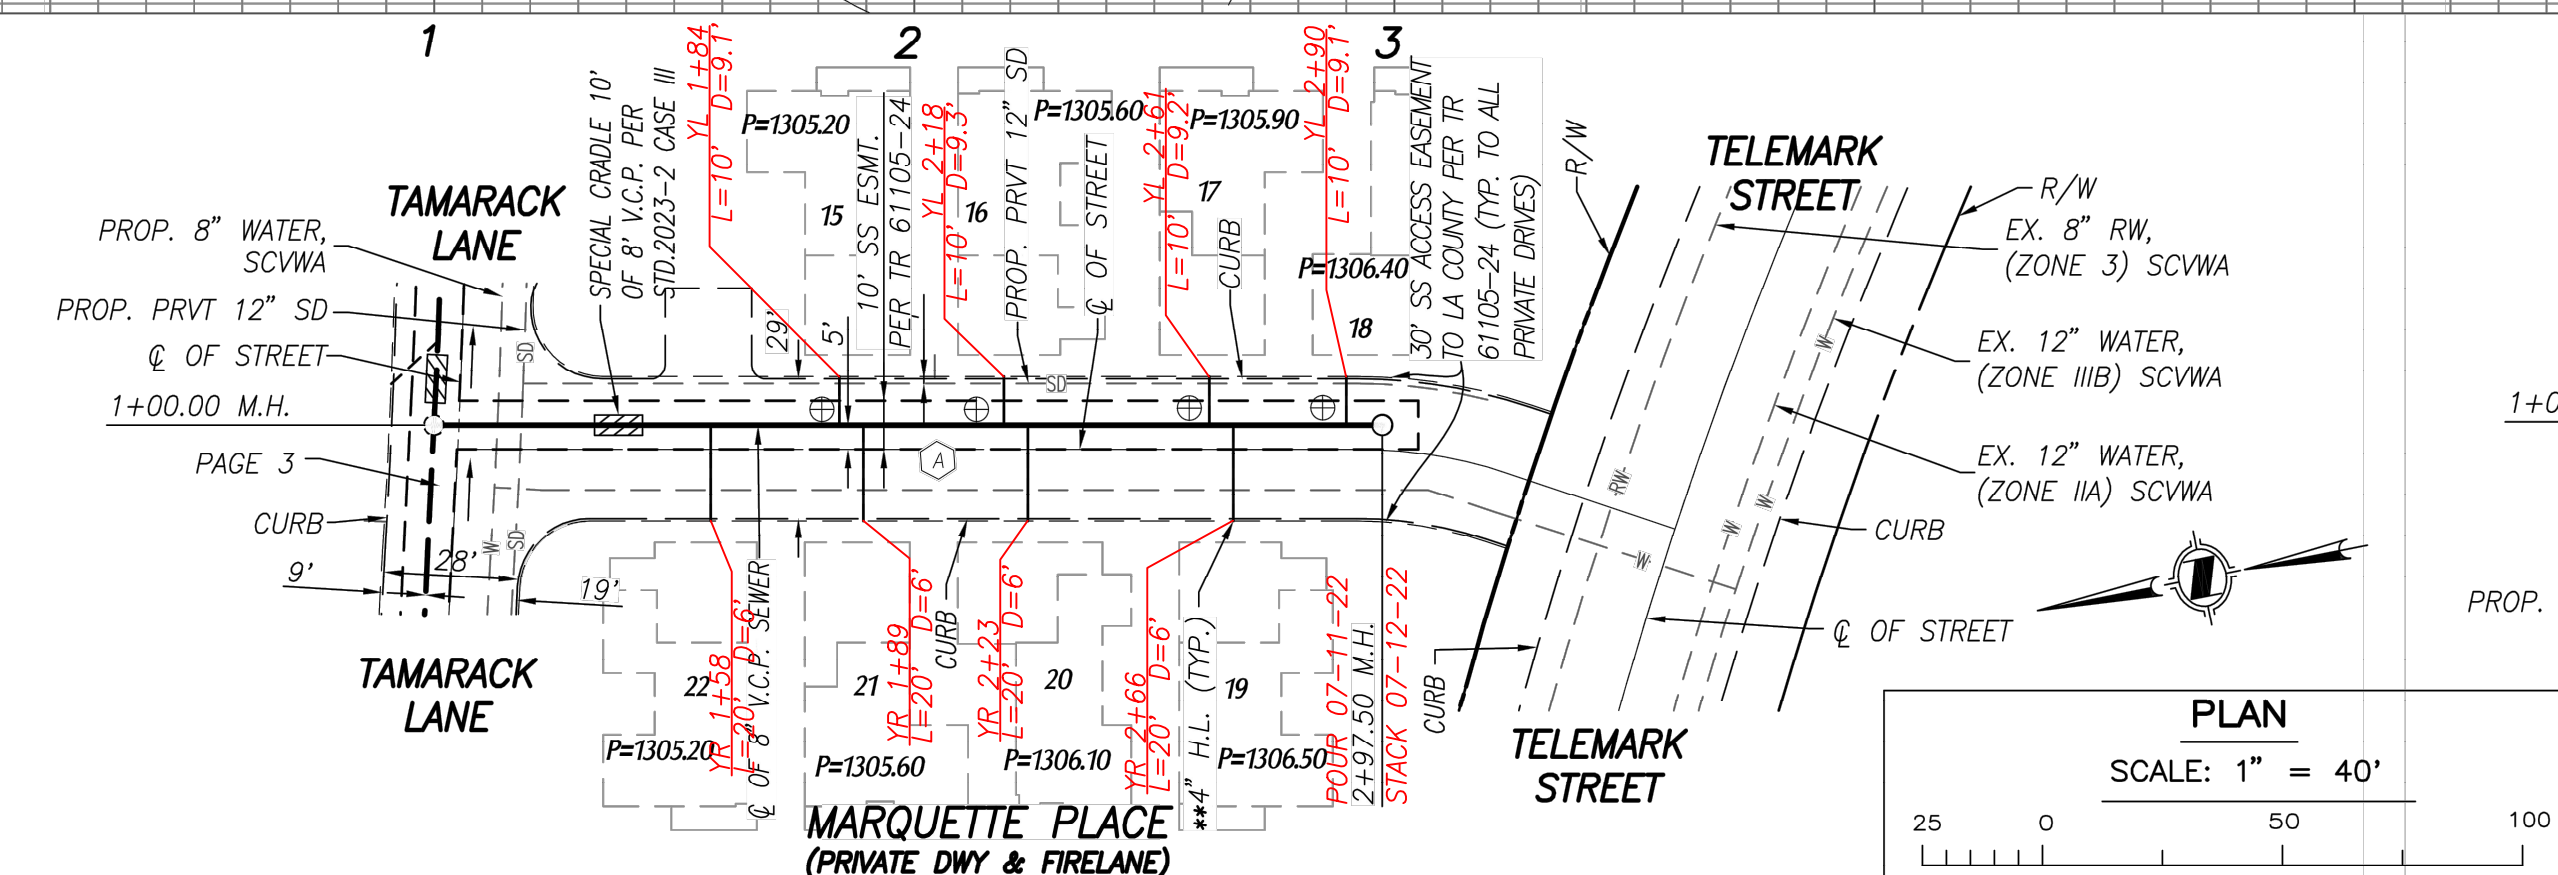 1
2
3
YL 1+84
L=10' D=9.1'
SPECIAL CRADLE 10'
OF 8' V.C.P. PER
STD.2023-2 CASE III
P=1305.20
15
10' SS ESMT.
PER TR 61105-24
29'
5'
YL 2+18
L=10' D=9.3'
16
PROP. PRVT 12" SD
P=1305.60
℄ OF STREET
YL 2+61
L=10' D=9.2'
P=1305.90
17
CURB
YL 2+90
L=10' D=9.1'
P=1306.40
18
30' SS ACCESS EASEMENT
TO LA COUNTY PER TR
61105-24 (TYP. TO ALL
PRIVATE DRIVES)
R/W
TELEMARK
STREET
R/W
EX. 8" RW,
(ZONE 3) SCVWA
EX. 12" WATER,
(ZONE IIIB) SCVWA
EX. 12" WATER,
(ZONE IIA) SCVWA
CURB
℄ OF STREET
TAMARACK
LANE
PROP. 8" WATER,
SCVWA
PROP. PRVT 12" SD
℄ OF STREET
1+00.00 M.H.
PAGE 3
CURB
9'
28'
19'
SD
SD
SD
W
A
RW
W
W
W
W
TAMARACK
LANE
22
P=1305.20
YR 1+58
L=20' D=6'
℄ OF 8" V.C.P. SEWER
21
P=1305.60
YR 1+89
L=20' D=6'
CURB
YR 2+23
L=20' D=6'
20
P=1306.10
YR 2+66
L=20' D=6'
**4" H.L. (TYP.)
19
P=1306.50
POUR 07-11-22
2+97.50 M.H.
STACK 07-12-22
CURB
TELEMARK
STREET
MARQUETTE PLACE
(PRIVATE DWY & FIRELANE)
PROP.
PLAN
SCALE: 1" = 40'
25 0 50 100